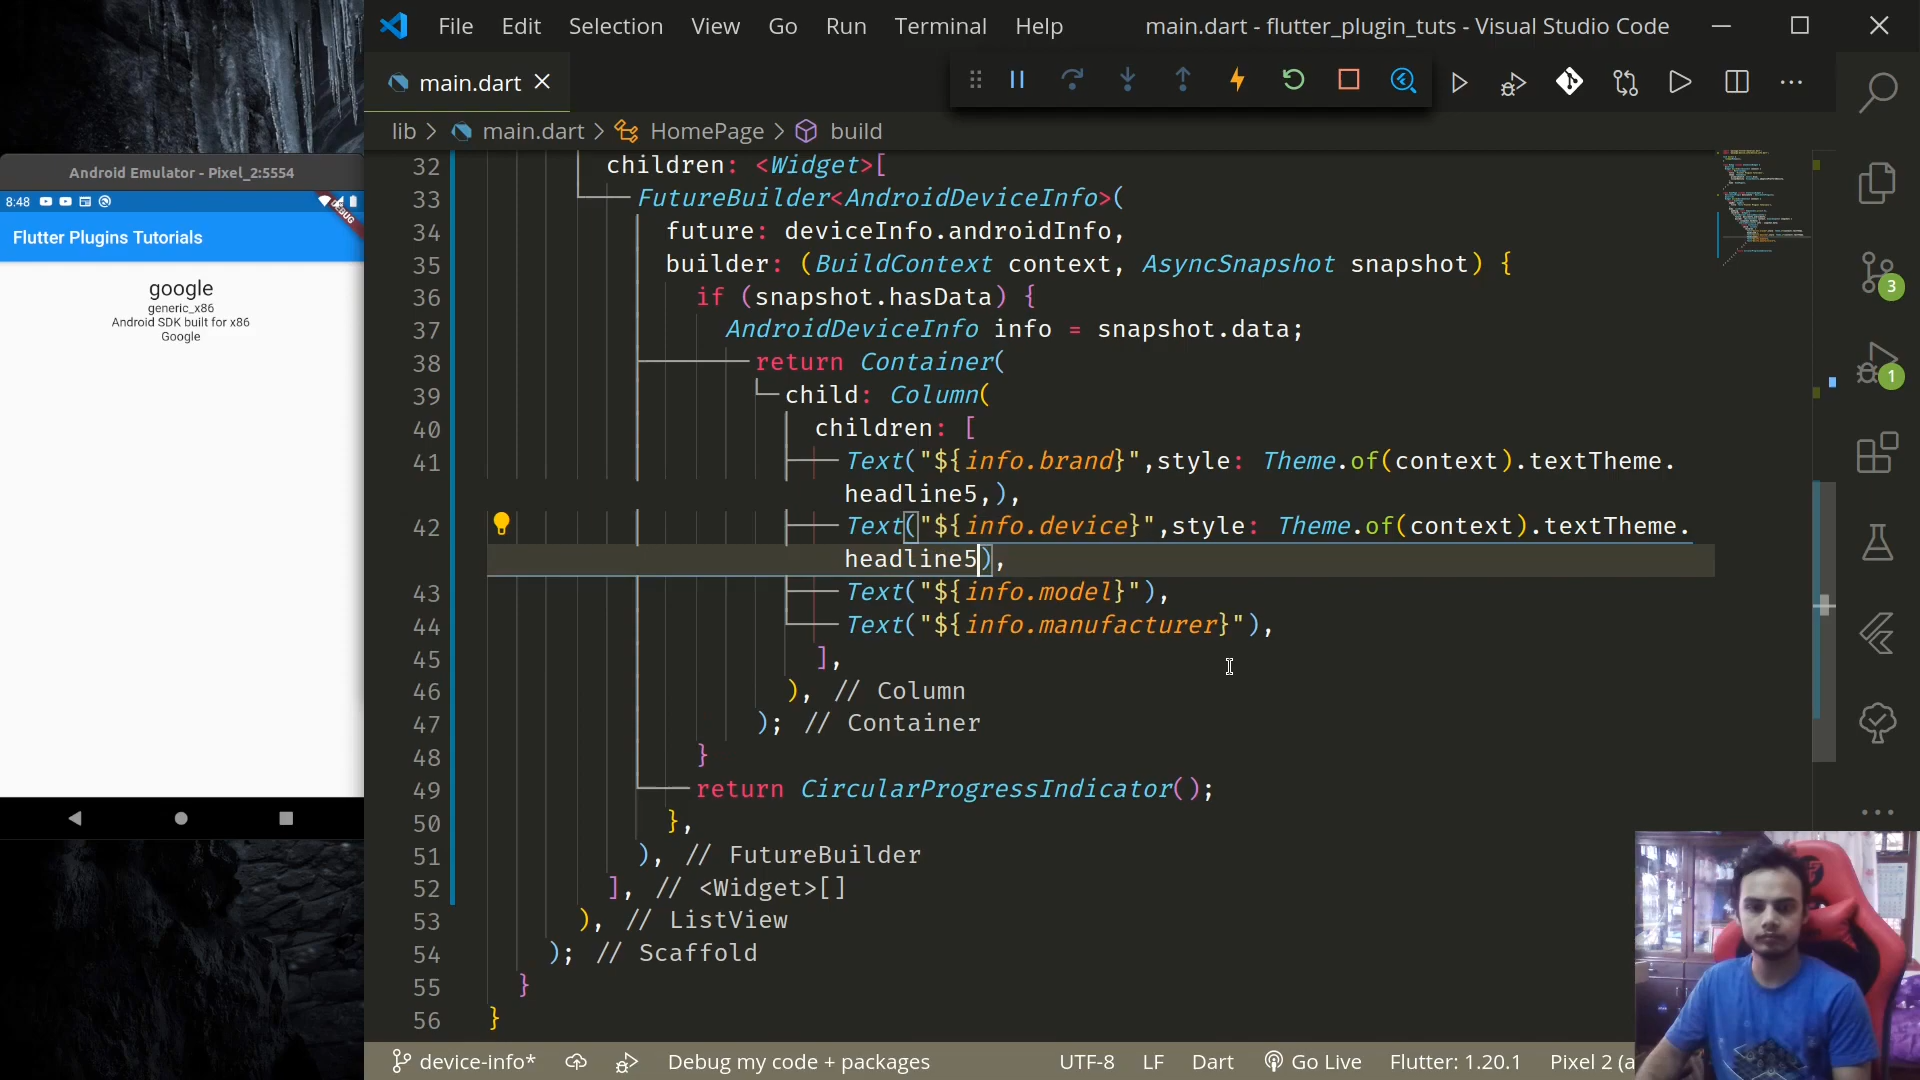 File Edit Selection View Go Run Terminal Help
main.dart - flutter_plugin_tuts - Visual Studio Code
main.dart
lib > main.dart > HomePage > build
Android Emulator - Pixel_2:5554
8:48
DEBUG
Flutter Plugins Tutorials
google
generic_x86
Android SDK built for x86
Google
32 children: <Widget>[
33 FutureBuilder<AndroidDeviceInfo>(
34 future: deviceInfo.androidInfo,
35 builder: (BuildContext context, AsyncSnapshot snapshot) {
36 if (snapshot.hasData) {
37 AndroidDeviceInfo info = snapshot.data;
38 return Container(
39 child: Column(
40 children: [
41 Text("${info.brand}",style: Theme.of(context).textTheme.
headline5,),
42 Text("${info.device}",style: Theme.of(context).textTheme.
headline5),
43 Text("${info.model}"),
44 Text("${info.manufacturer}"),
45 ],
46 ), // Column
47 ); // Container
48 }
49 return CircularProgressIndicator();
50 },
51 ), // FutureBuilder
52 ], // <Widget>[]
53 ), // ListView
54 ); // Scaffold
55 }
56 }
3
1
device-info* Debug my code + packages UTF-8 LF Dart Go Live Flutter: 1.20.1 Pixel 2 (a